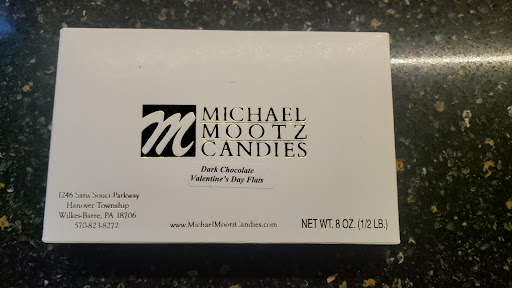 m
MICHAEL
MOOTZ
CANDIES
Dark Chocolate
Valentine's Day Flats
1246 Sans Souci Parkway
Hanover Township
Wilkes-Barre, PA 18706
570-823-8272
www.MichaelMootzCandies.com
NET WT. 8 OZ. (1/2 LB.)